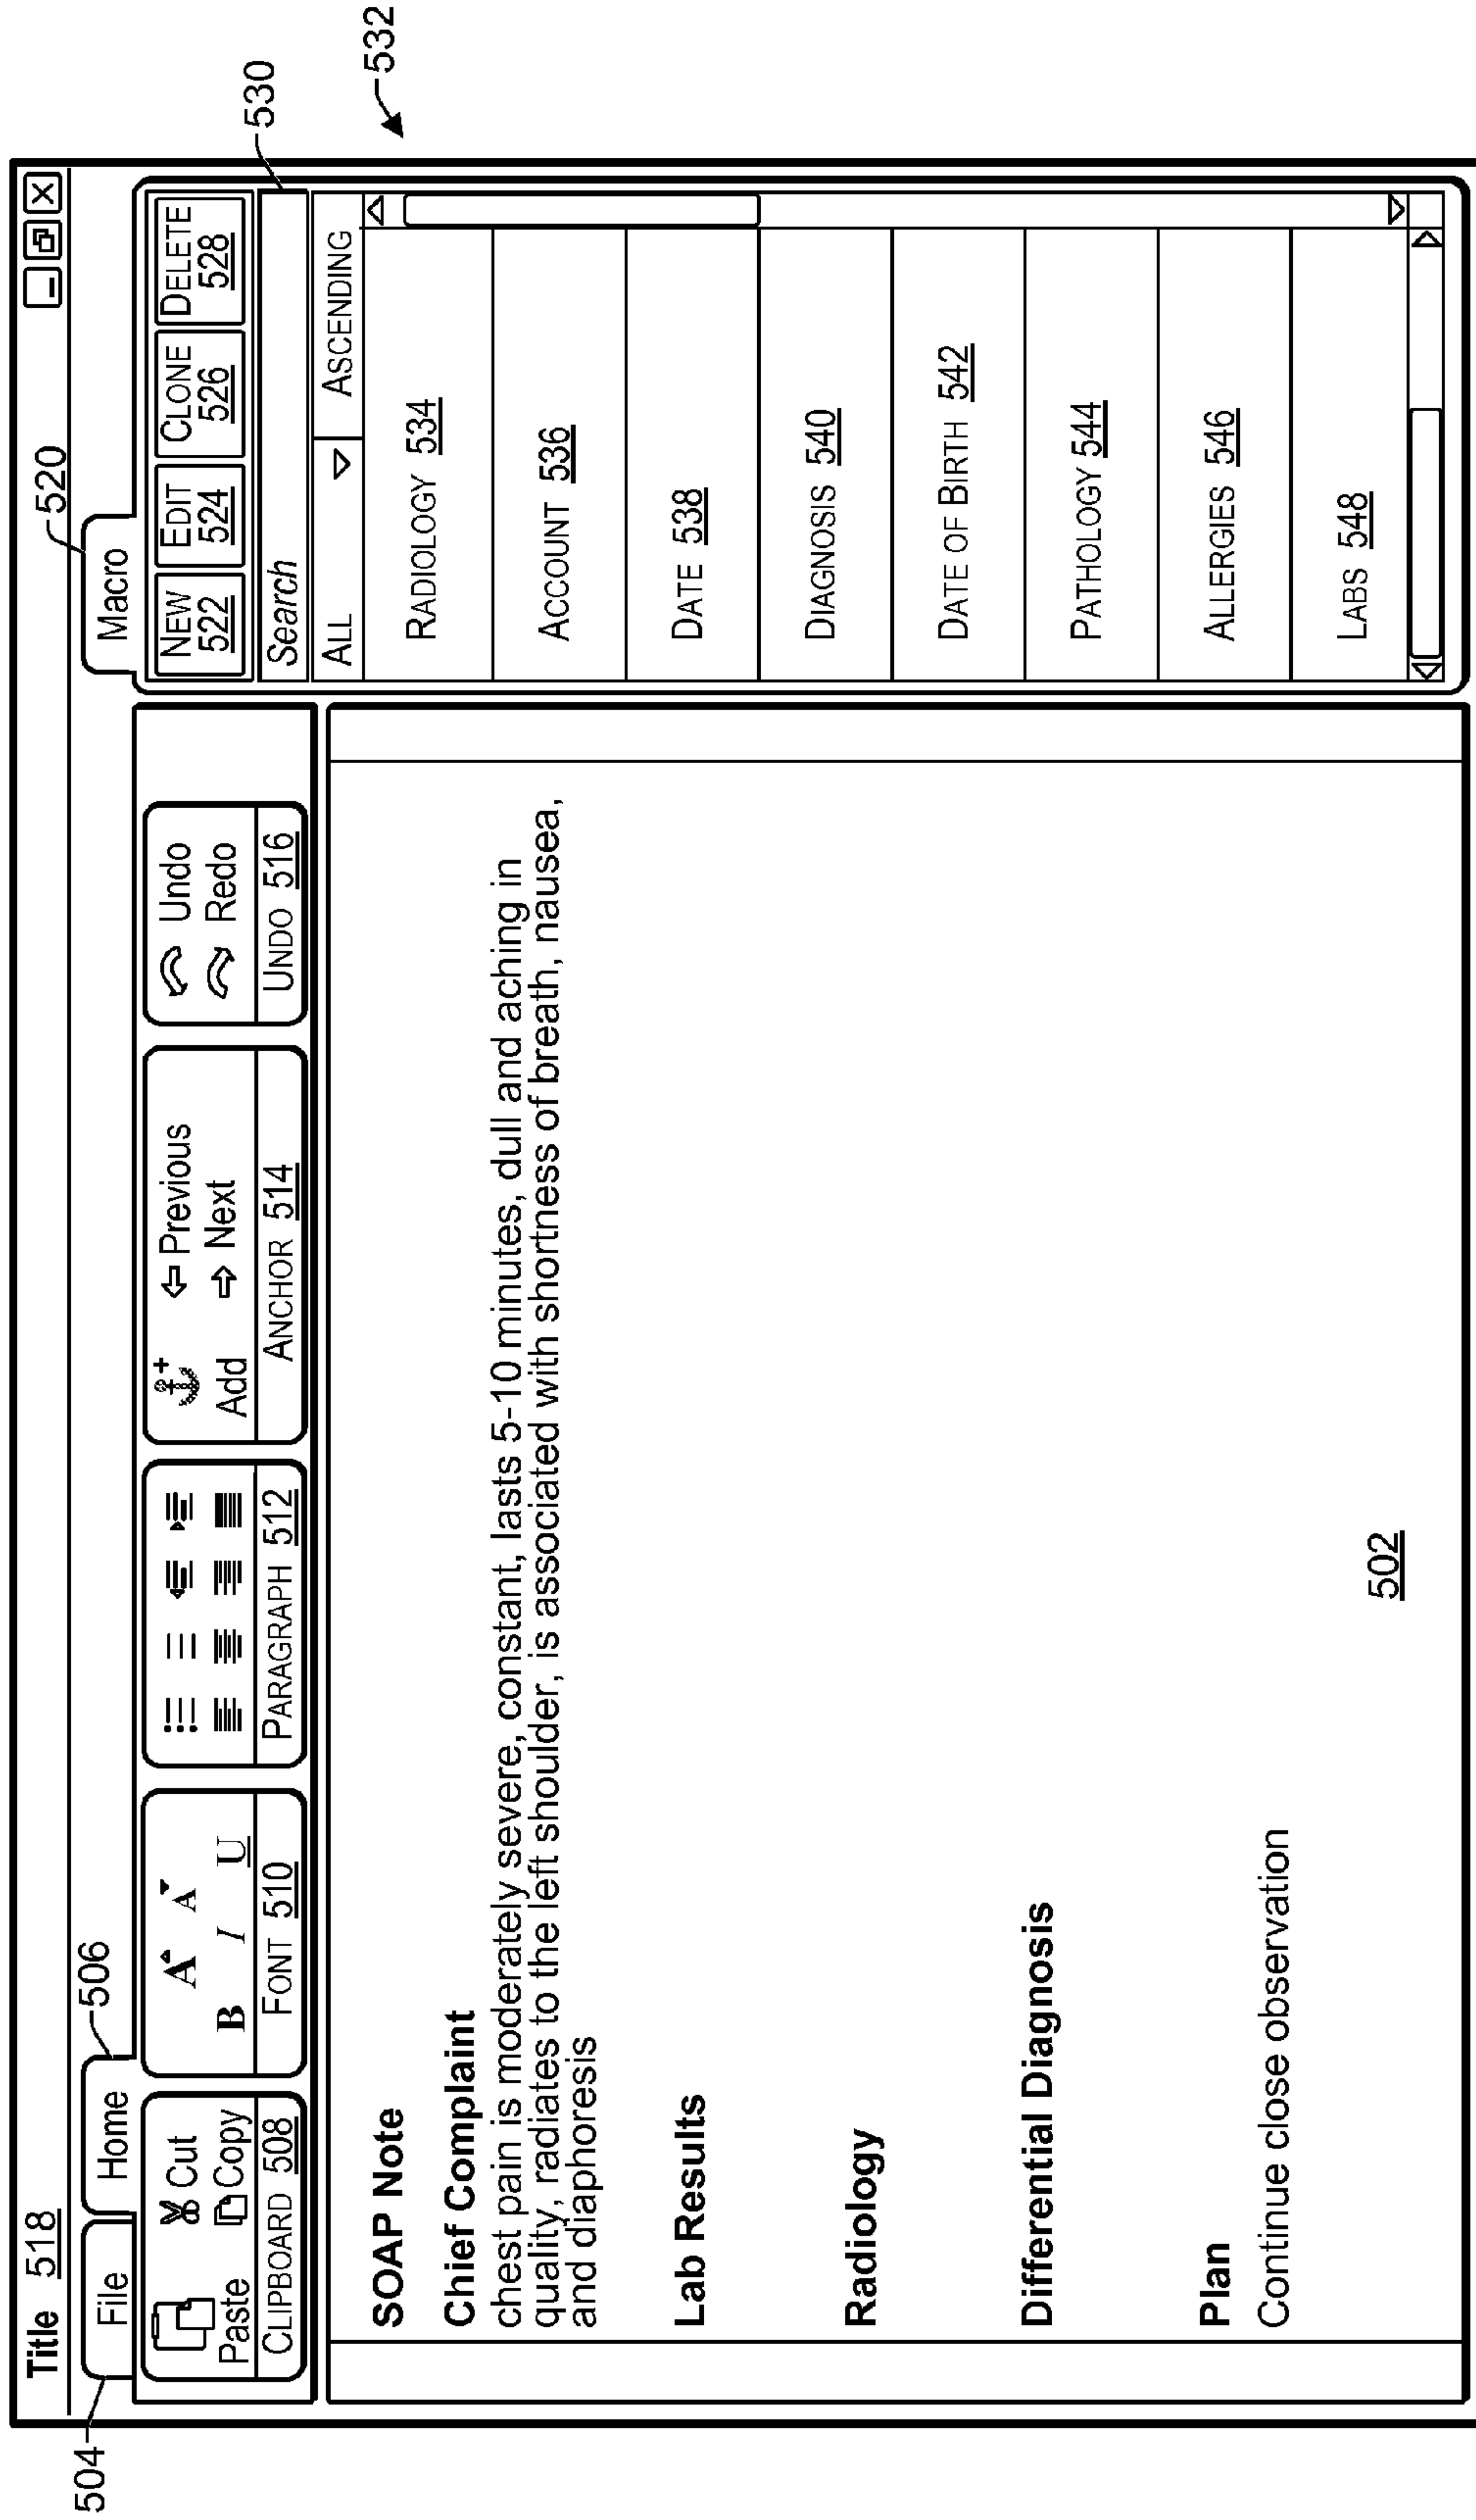 Title 518
504
File
Home
506
Macro
520
Paste
Cut
Copy
CLIPBOARD 508
A A
B I U
FONT 510
PARAGRAPH 512
Add
Previous
Next
ANCHOR 514
Undo
Redo
UNDO 516
NEW 522
EDIT 524
CLONE 526
DELETE 528
Search
530
ALL
ASCENDING
532
RADIOLOGY 534
ACCOUNT 536
DATE 538
DIAGNOSIS 540
DATE OF BIRTH 542
PATHOLOGY 544
ALLERGIES 546
LABS 548
SOAP Note
Chief Complaint
chest pain is moderately severe, constant, lasts 5-10 minutes, dull and aching in
quality, radiates to the left shoulder, is associated with shortness of breath, nausea,
and diaphoresis
Lab Results
Radiology
Differential Diagnosis
Plan
Continue close observation
502